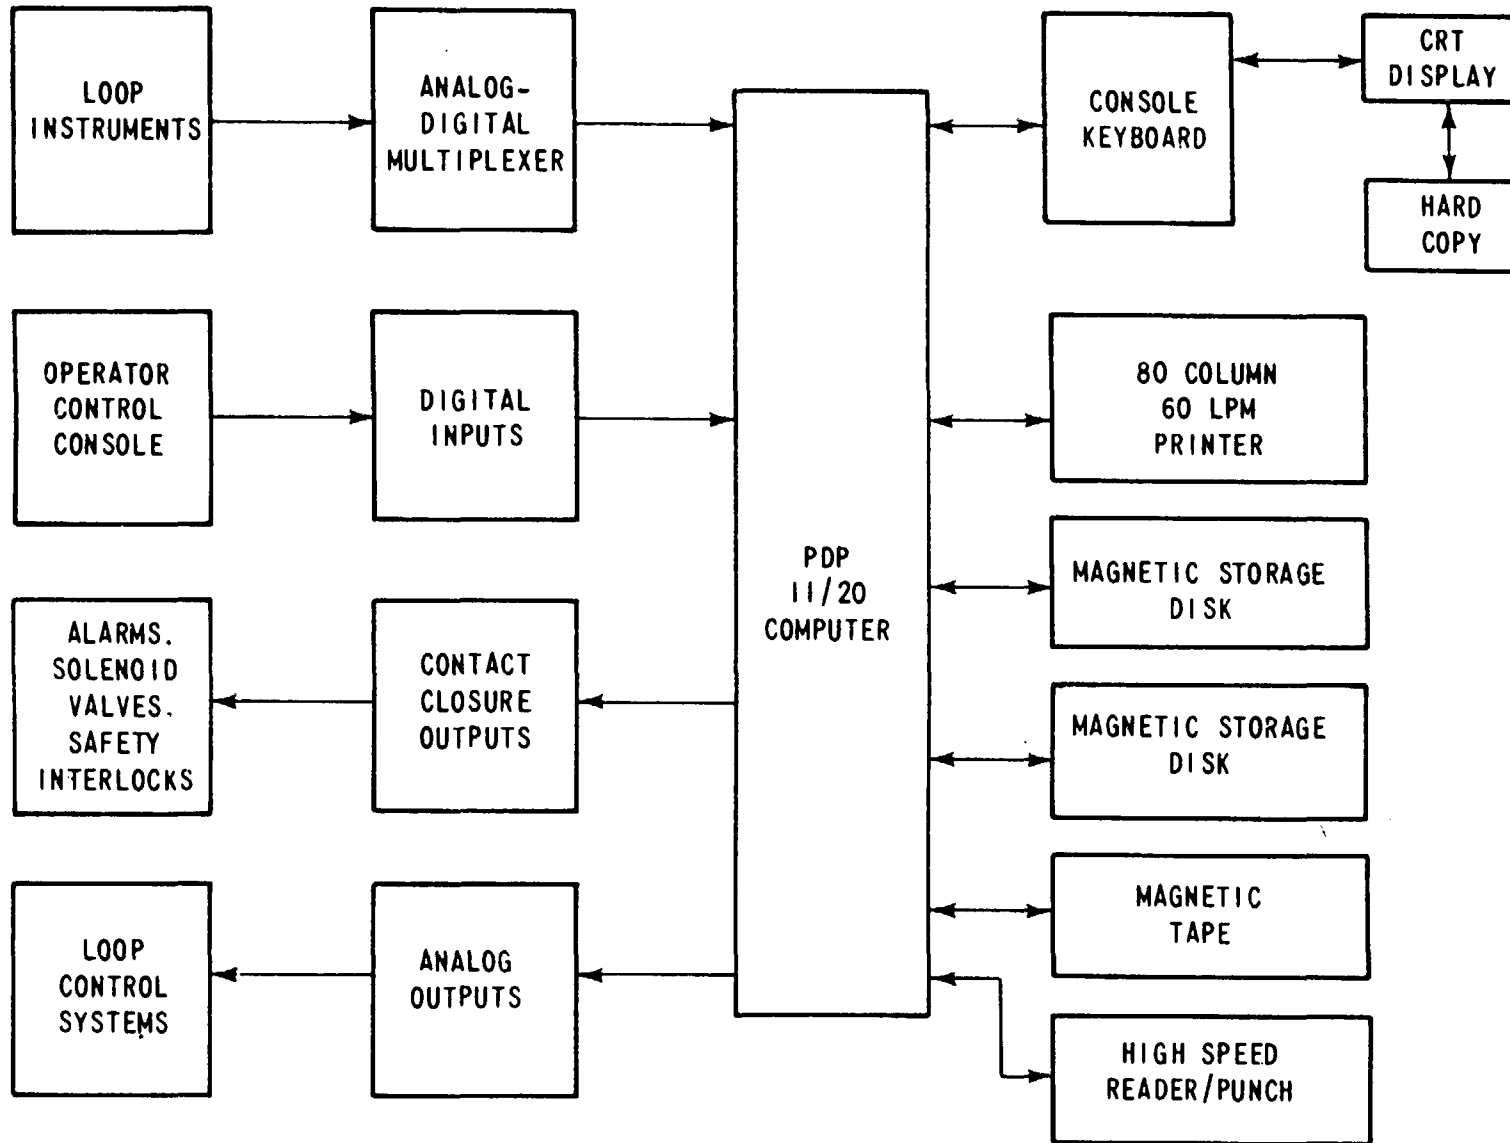 LOOP
INSTRUMENTS
ANALOG-
DIGITAL
MULTIPLEXER
CONSOLE
KEYBOARD
CRT
DISPLAY
HARD
COPY
OPERATOR
CONTROL
CONSOLE
DIGITAL
INPUTS
80 COLUMN
60 LPM
PRINTER
PDP
11/20
COMPUTER
MAGNETIC STORAGE
DISK
ALARMS.
SOLENOID
VALVES.
SAFETY
INTERLOCKS
CONTACT
CLOSURE
OUTPUTS
MAGNETIC STORAGE
DISK
LOOP
CONTROL
SYSTEMS
ANALOG
OUTPUTS
MAGNETIC
TAPE
HIGH SPEED
READER/PUNCH